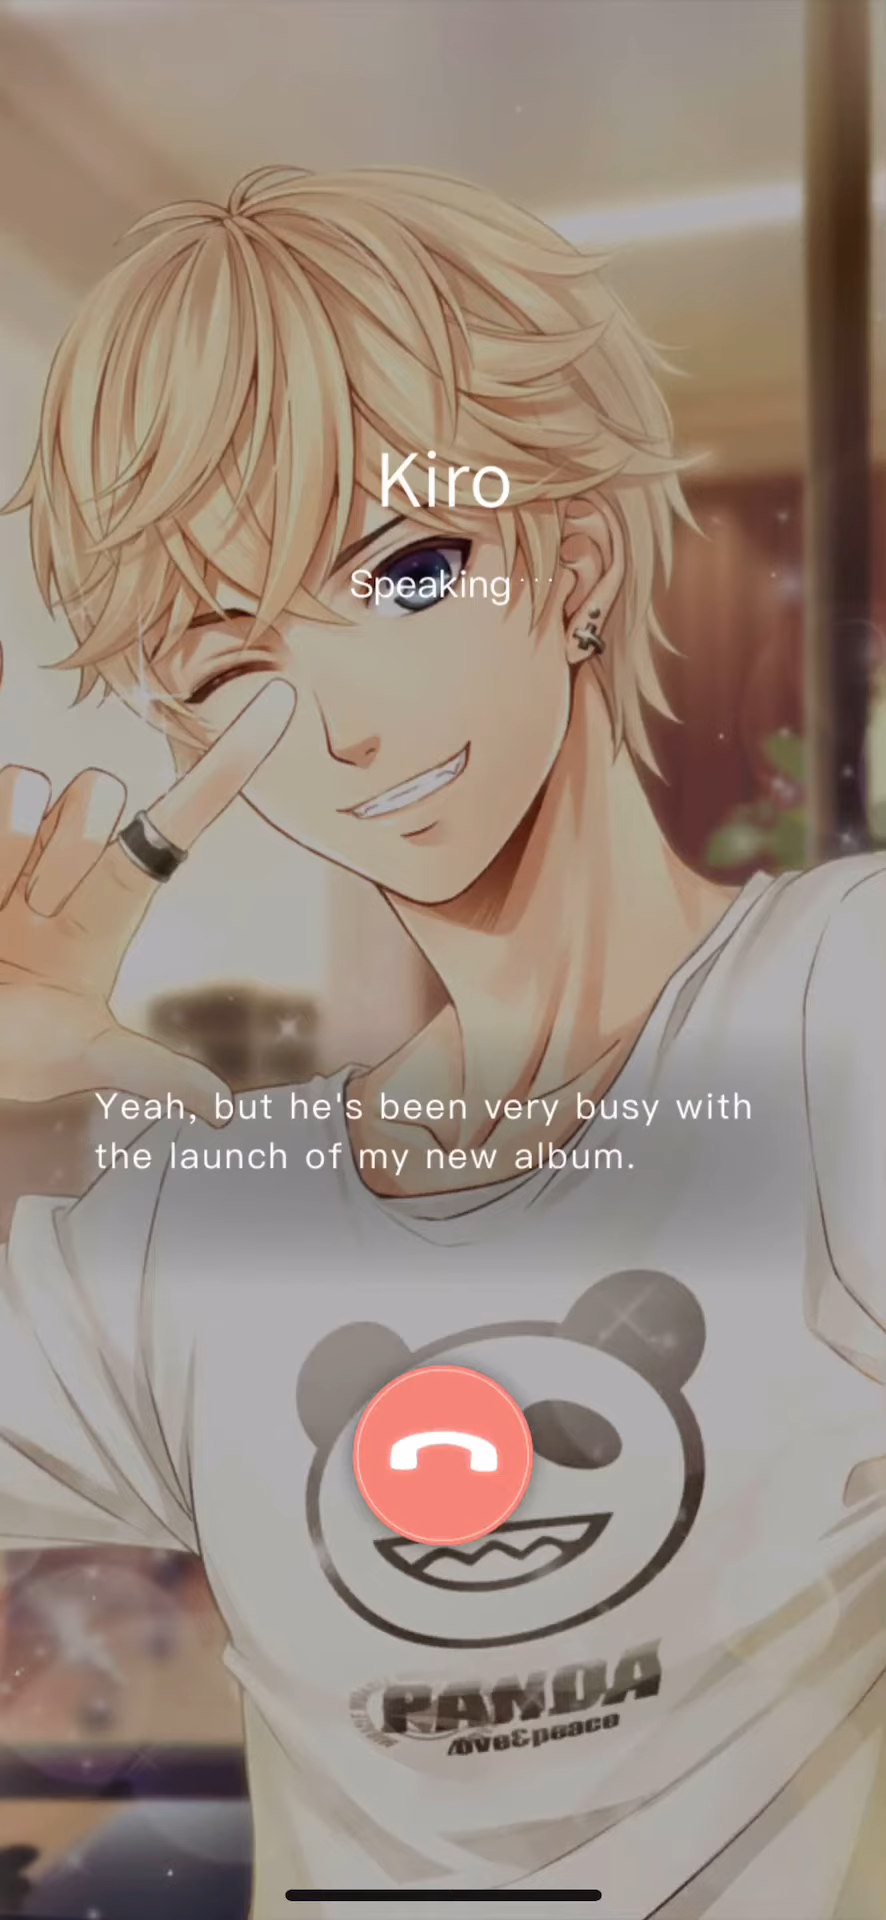 Kiro
Speaking···
Yeah, but he's been very busy with
the launch of my new album.
PANDA
love&peace